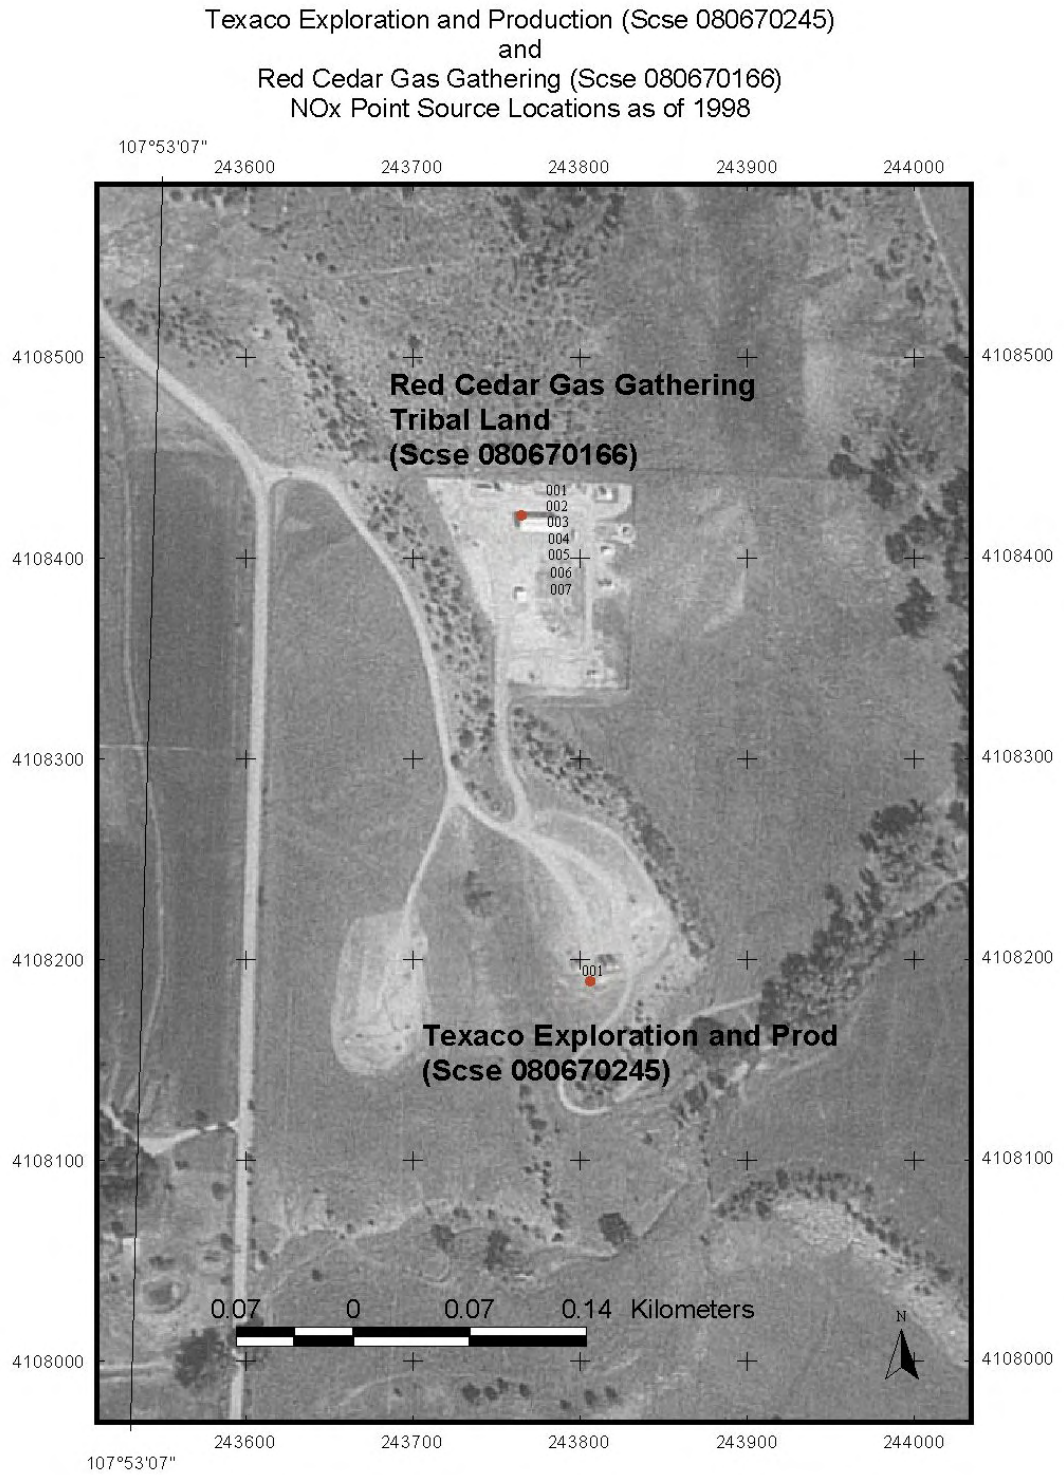 Texaco Exploration and Production (Scse 080670245)
and
Red Cedar Gas Gathering (Scse 080670166)
NOx Point Source Locations as of 1998
107°53'07"
243600 243700 243800 243900 244000
4108500 4108500
Red Cedar Gas Gathering
Tribal Land
(Scse 080670166)
001
002
003
004
4108400 4108400
005
006
007
4108300 4108300
4108200 4108200
001
Texaco Exploration and Prod
(Scse 080670245)
4108100 4108100
0.07 0 0.07 0.14 Kilometers
N
4108000 4108000
243600 243700 243800 243900 244000
107°53'07"